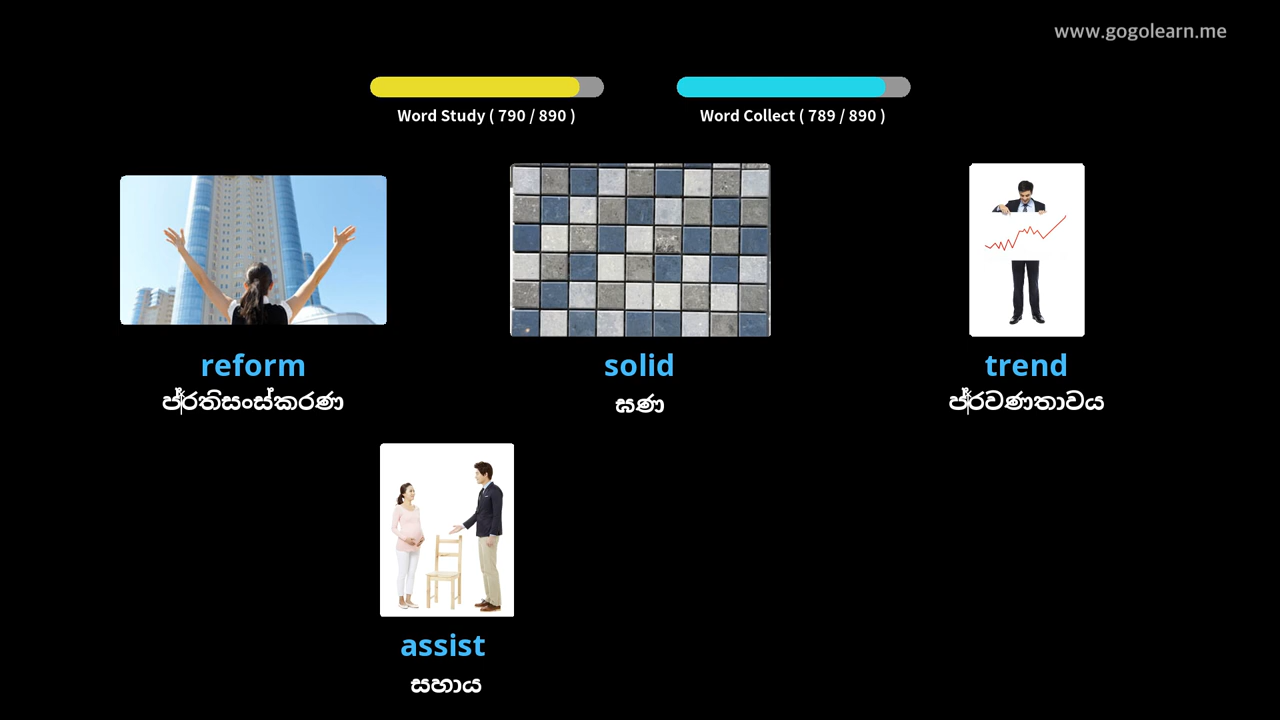 www.gogolearn.me
Word Study ( 790 / 890 )
Word Collect ( 789 / 890 )
reform
ප්රතිසංස්කරණ
solid
ඝණ
trend
ප්රවණතාවය
assist
සහාය